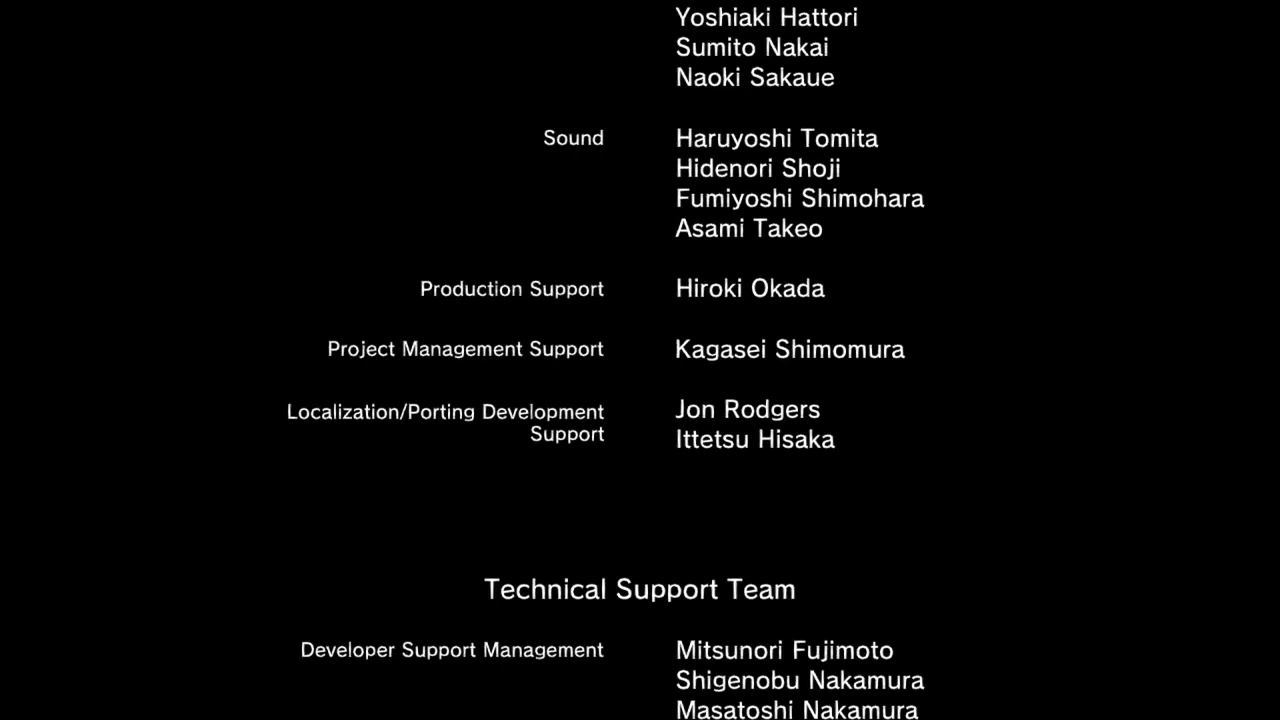 Yoshiaki Hattori
Sumito Nakai
Naoki Sakaue
Sound
Haruyoshi Tomita
Hidenori Shoji
Fumiyoshi Shimohara
Asami Takeo
Production Support
Hiroki Okada
Project Management Support
Kagasei Shimomura
Localization/Porting Development
Support
Jon Rodgers
Ittetsu Hisaka
Technical Support Team
Developer Support Management
Mitsunori Fujimoto
Shigenobu Nakamura
Masatoshi Nakamura